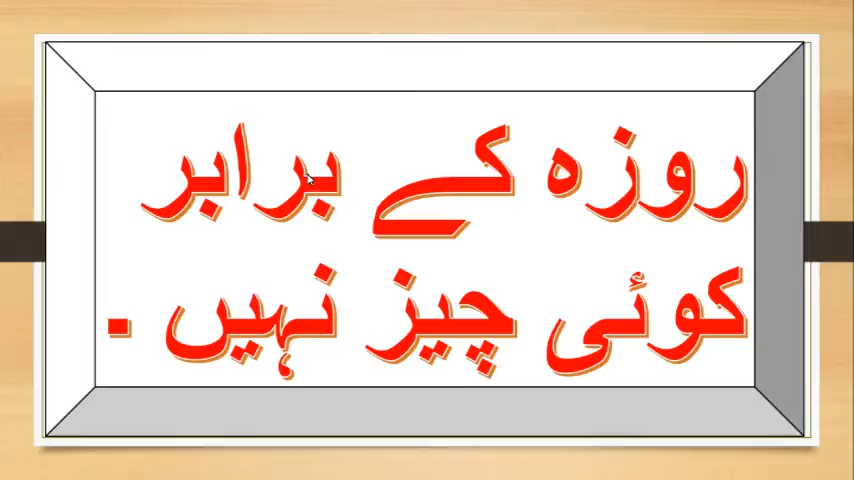 روزہ کے برابر
کوئی چیز نہیں .